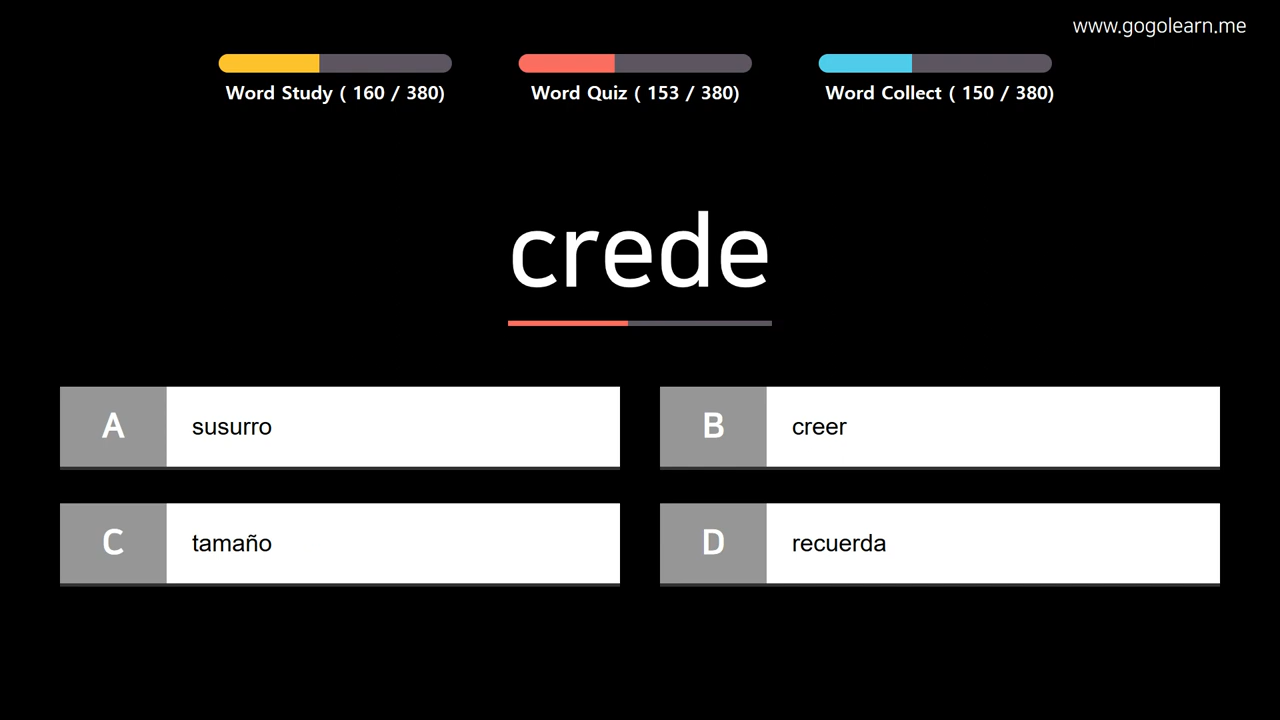 www.gogolearn.me
Word Study ( 160 / 380)
Word Quiz ( 153 / 380)
Word Collect ( 150 / 380)
crede
A susurro
B creer
C tamaño
D recuerda